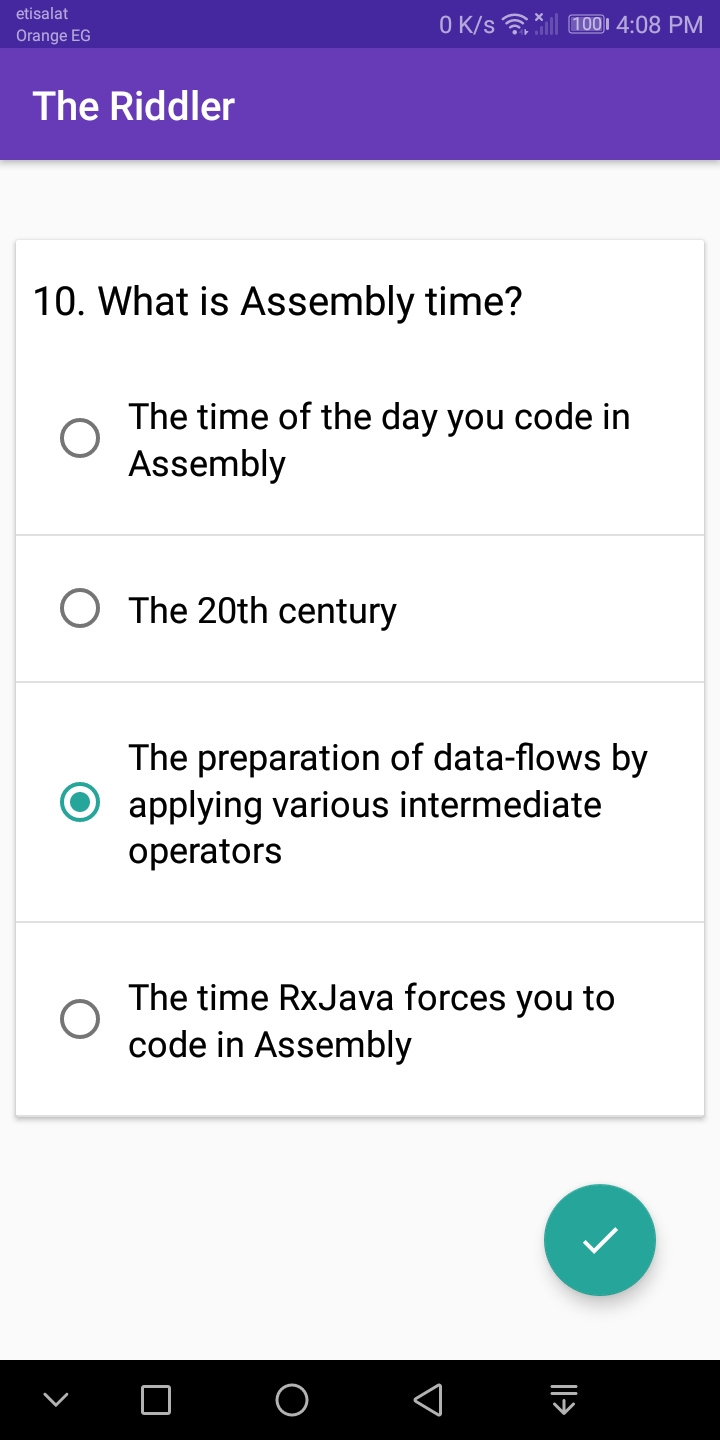 etisalat
Orange EG
0 K/s 100 4:08 PM
The Riddler
10. What is Assembly time?
The time of the day you code in
Assembly
The 20th century
The preparation of data-flows by
applying various intermediate
operators
The time RxJava forces you to
code in Assembly